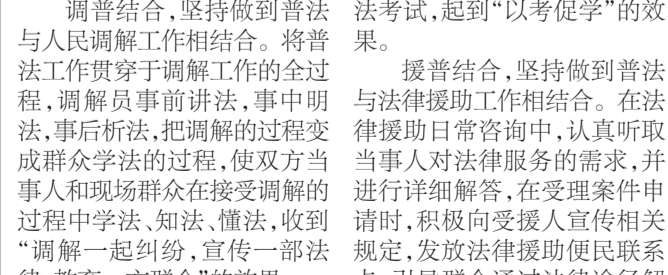 调普结合,坚持做到普法
与人民调解工作相结合。将普
法工作贯穿于调解工作的全过
程,调解员事前讲法,事中明
法,事后析法,把调解的过程变
成群众学法的过程,使双方当
事人和现场群众在接受调解的
过程中学法、知法、懂法,收到
“调解一起纠纷,宣传一部法
法考试,起到“以考促学”的效
果。
援普结合,坚持做到普法
与法律援助工作相结合。在法
律援助日常咨询中,认真听取
当事人对法律服务的需求,并
进行详细解答,在受理案件申
请时,积极向受援人宣传相关
规定,发放法律援助便民联系